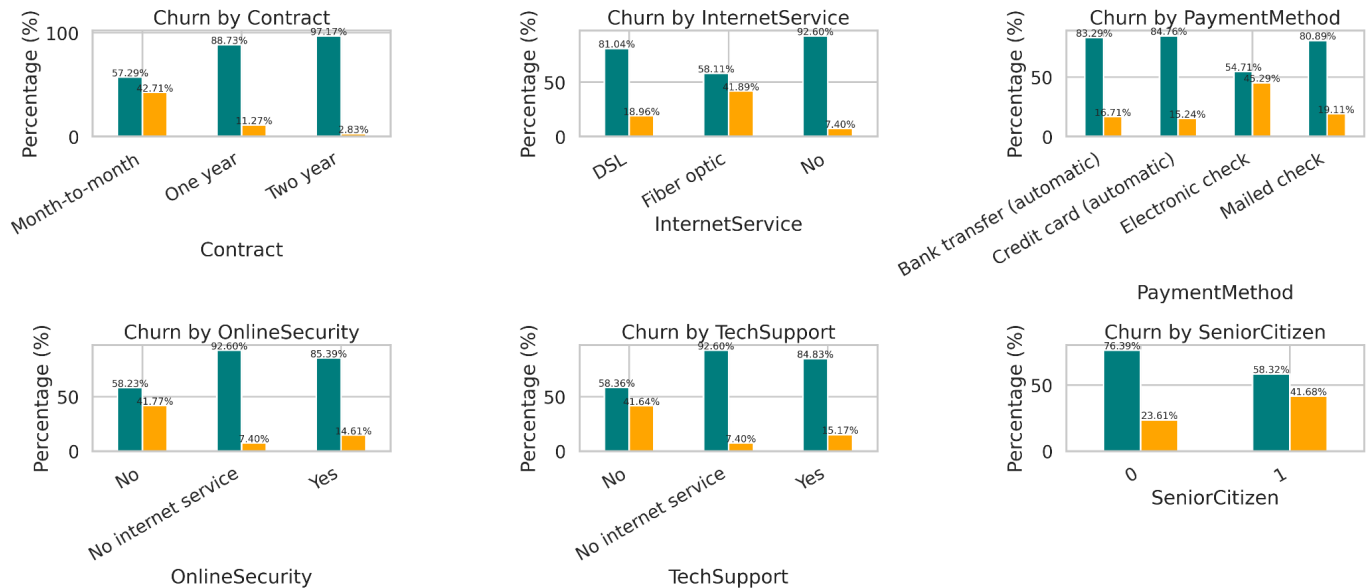 Churn by Contract
Percentage (%)
100
0
57.29%
42.71%
88.73%
11.27%
97.17%
2.83%
Month-to-month
One year
Two year
Contract
Churn by InternetService
Percentage (%)
50
0
81.04%
18.96%
58.11%
41.89%
92.60%
7.40%
DSL
Fiber optic
No
InternetService
Churn by PaymentMethod
Percentage (%)
50
0
83.29%
16.71%
84.76%
15.24%
54.71%
45.29%
80.89%
19.11%
Bank transfer (automatic)
Credit card (automatic)
Electronic check
Mailed check
PaymentMethod
Churn by OnlineSecurity
Percentage (%)
50
0
58.23%
41.77%
92.60%
7.40%
85.39%
14.61%
No
No internet service
Yes
OnlineSecurity
Churn by TechSupport
Percentage (%)
50
0
58.36%
41.64%
92.60%
7.40%
84.83%
15.17%
No
No internet service
Yes
TechSupport
Churn by SeniorCitizen
Percentage (%)
50
0
76.39%
23.61%
58.32%
41.68%
0
1
SeniorCitizen